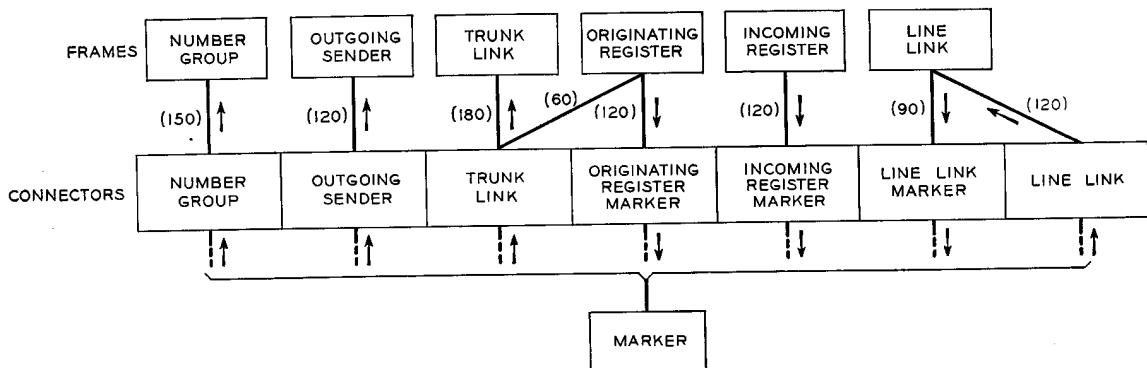 FRAMES
NUMBER
GROUP
OUTGOING
SENDER
TRUNK
LINK
ORIGINATING
REGISTER
INCOMING
REGISTER
LINE
LINK
(150)
(120)
(180)
(60)
(120)
(120)
(90)
(120)
CONNECTORS
NUMBER
GROUP
OUTGOING
SENDER
TRUNK
LINK
ORIGINATING
REGISTER
MARKER
INCOMING
REGISTER
MARKER
LINE LINK
MARKER
LINE LINK
MARKER